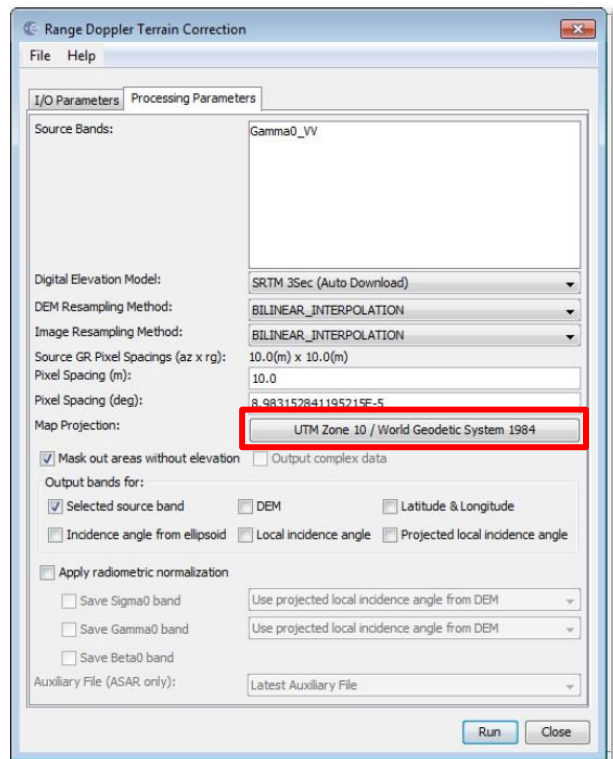 Range Doppler Terrain Correction
File Help
I/O Parameters Processing Parameters
Source Bands: Gamma0_VV
Digital Elevation Model: SRTM 3Sec (Auto Download)
DEM Resampling Method: BILINEAR_INTERPOLATION
Image Resampling Method: BILINEAR_INTERPOLATION
Source GR Pixel Spacings (az x rg): 10.0(m) x 10.0(m)
Pixel Spacing (m): 10.0
Pixel Spacing (deg): 8.983152841195215E-5
Map Projection: UTM Zone 10 / World Geodetic System 1984
Mask out areas without elevation Output complex data
Output bands for:
Selected source band DEM Latitude & Longitude
Incidence angle from ellipsoid Local incidence angle Projected local incidence angle
Apply radiometric normalization
Save Sigma0 band Use projected local incidence angle from DEM
Save Gamma0 band Use projected local incidence angle from DEM
Save Beta0 band
Auxiliary File (ASAR only): Latest Auxiliary File
Run Close